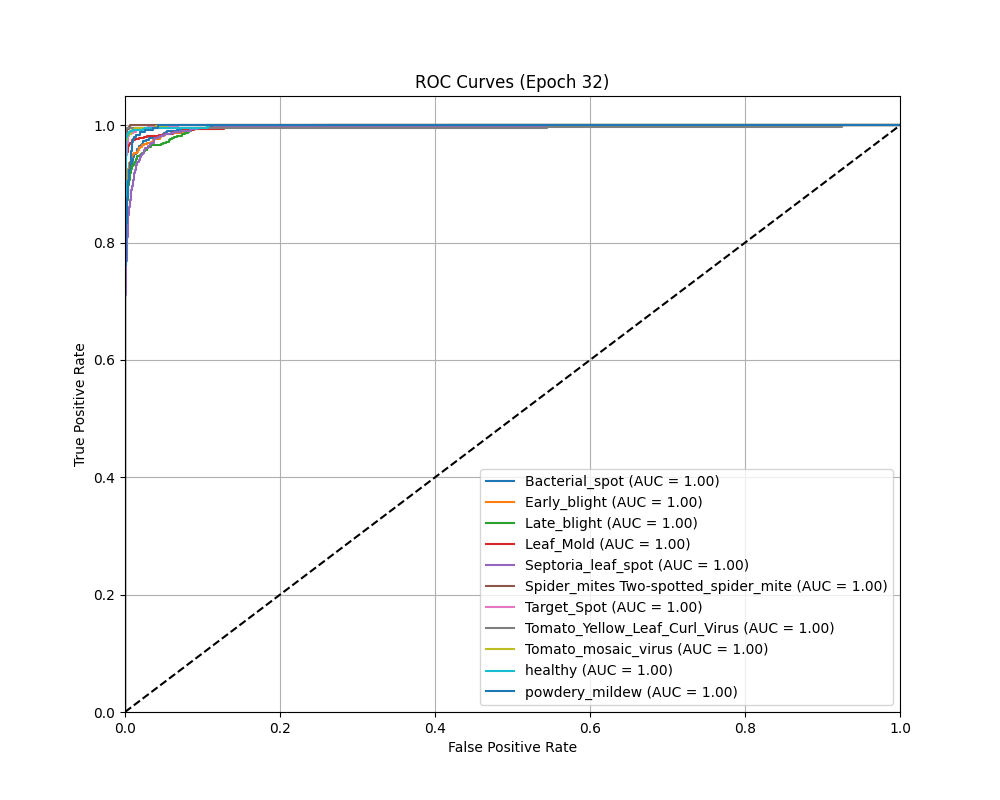 ROC Curves (Epoch 32)
1.0
0.8
0.6
0.4
0.2
0.0
True Positive Rate
Bacterial_spot (AUC = 1.00)
Early_blight (AUC = 1.00)
Late_blight (AUC = 1.00)
Leaf_Mold (AUC = 1.00)
Septoria_leaf_spot (AUC = 1.00)
Spider_mites Two-spotted_spider_mite (AUC = 1.00)
Target_Spot (AUC = 1.00)
Tomato_Yellow_Leaf_Curl_Virus (AUC = 1.00)
Tomato_mosaic_virus (AUC = 1.00)
healthy (AUC = 1.00)
powdery_mildew (AUC = 1.00)
0.0 0.2 0.4 0.6 0.8 1.0
False Positive Rate